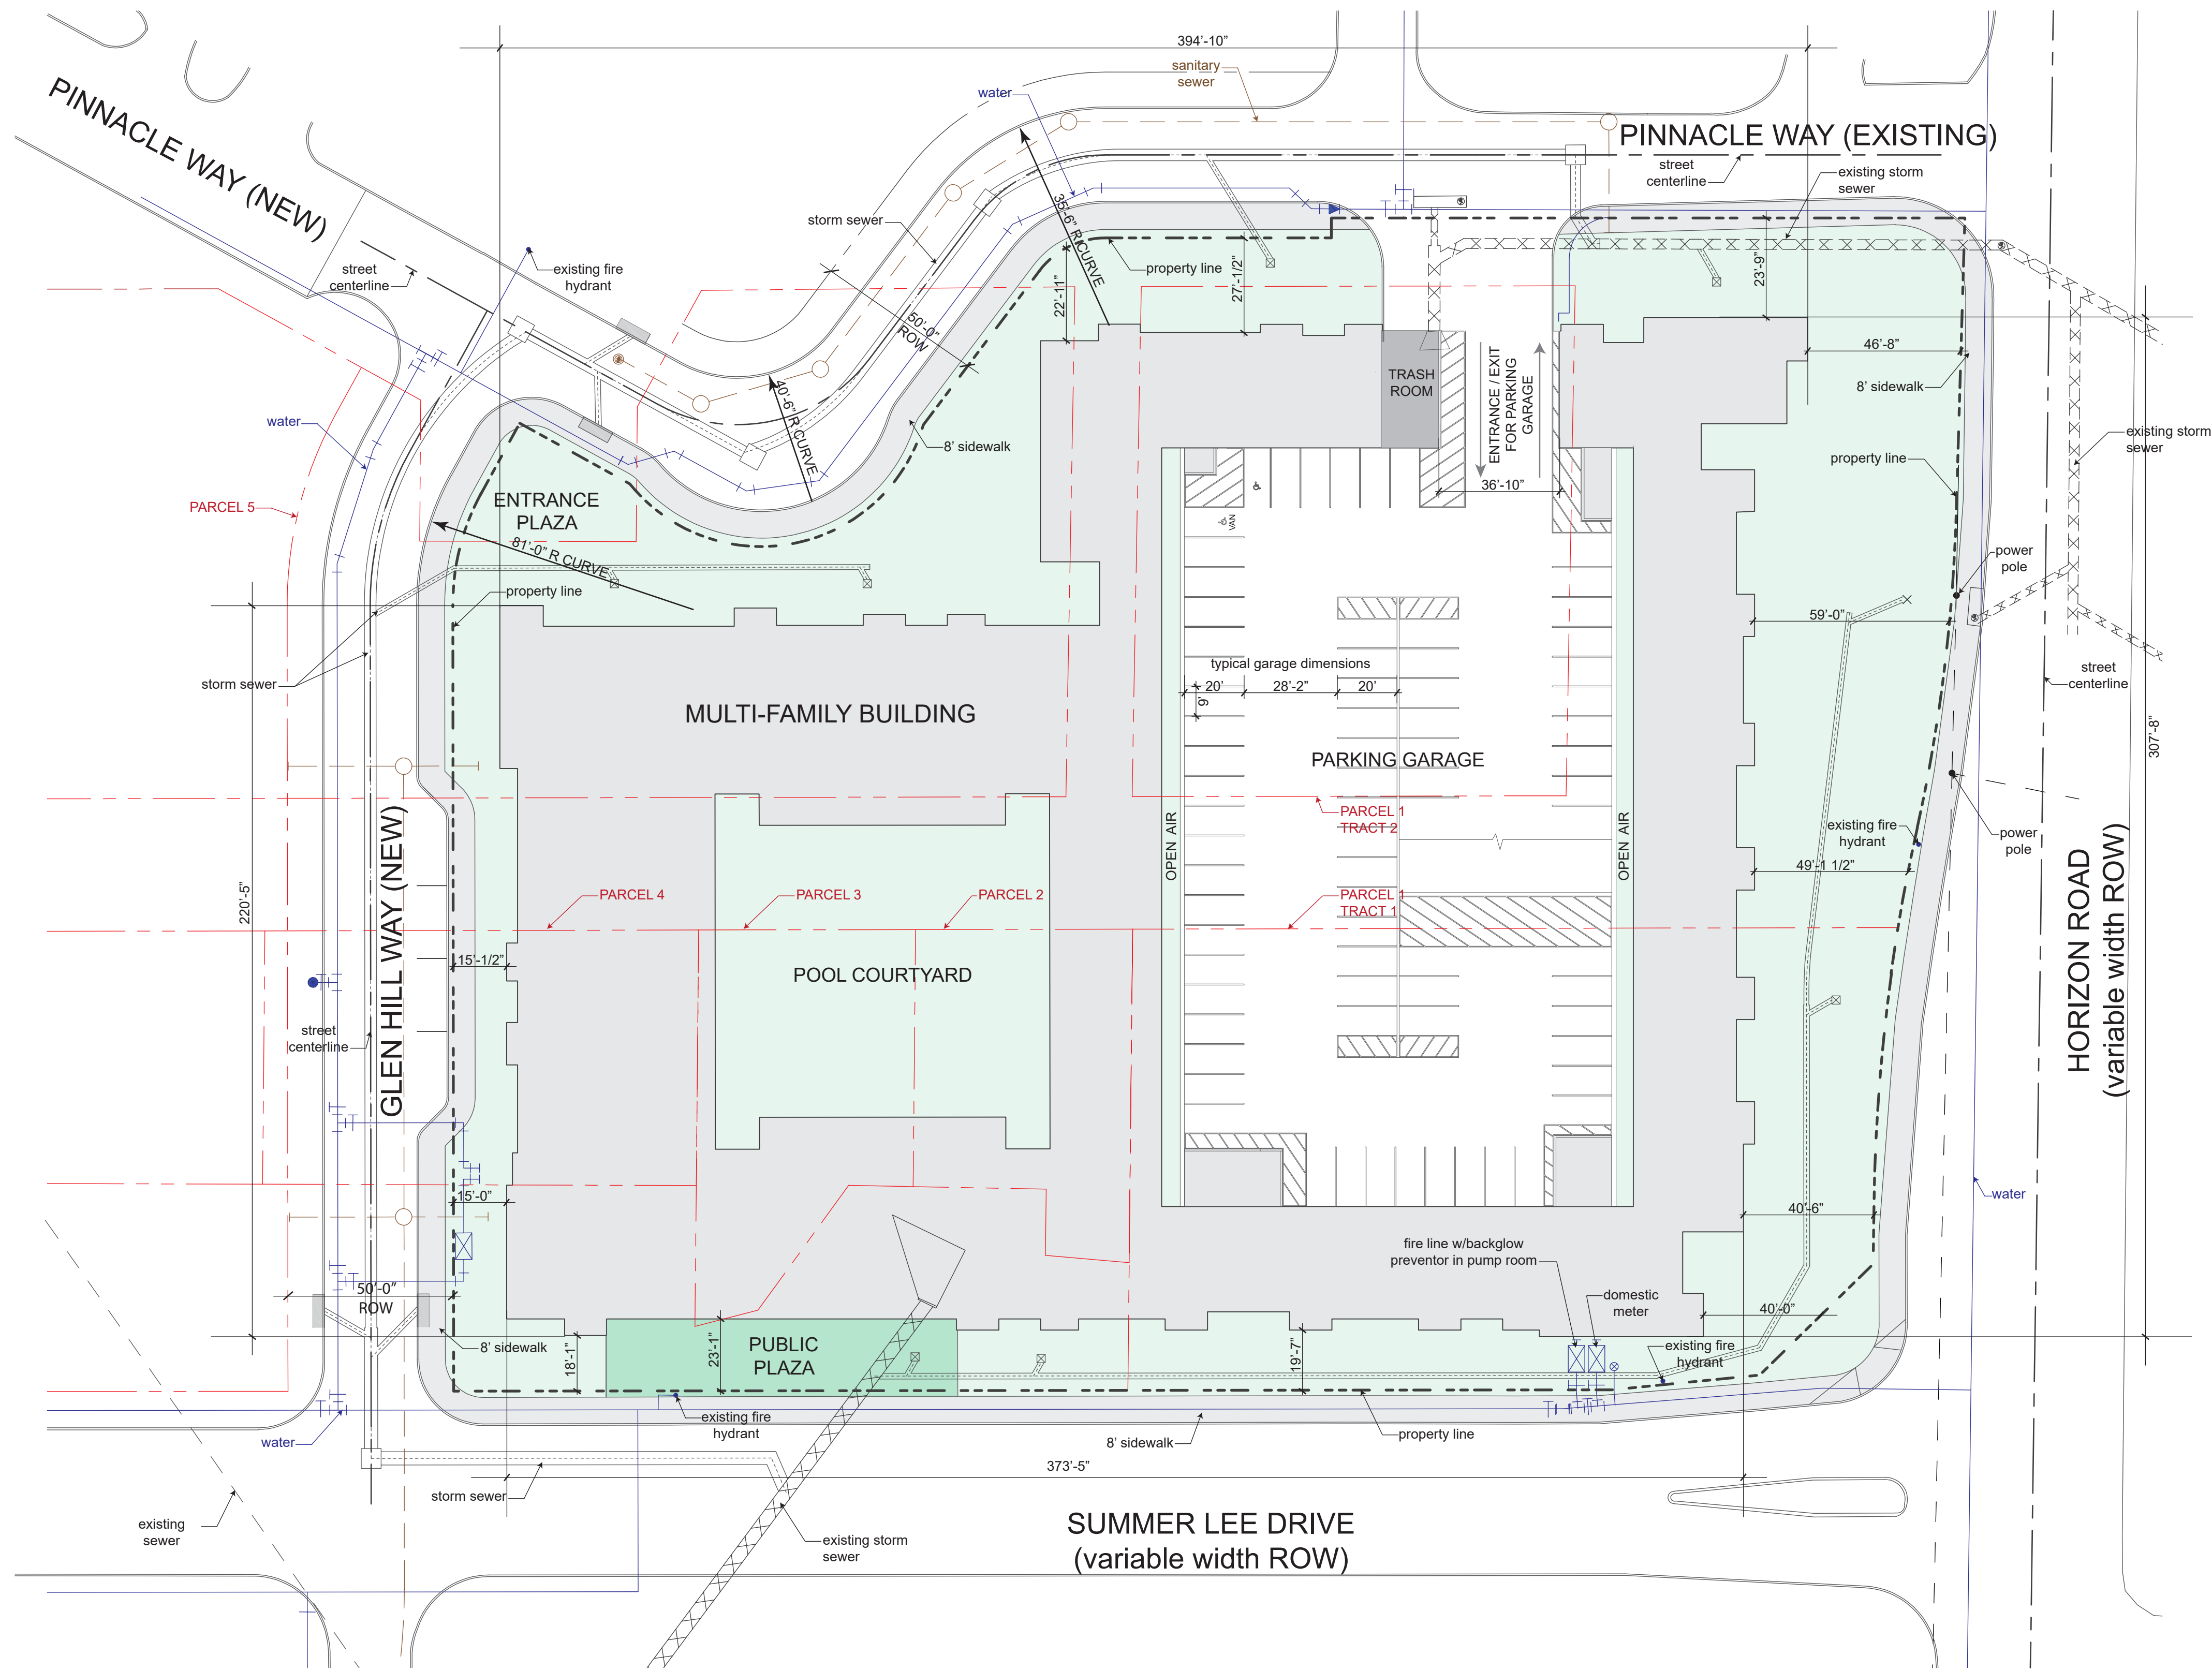 394'-10"
sanitary
sewer
water
PINNACLE WAY (NEW)
PINNACLE WAY (EXISTING)
street
centerline
existing storm
sewer
storm sewer
35'-6" R CURVE
existing fire
hydrant
street
centerline
property line
22'-11"
27'-1/2"
23'-9"
50'-0"
ROW
46'-8"
8' sidewalk
TRASH
ROOM
ENTRANCE / EXIT
FOR PARKING
GARAGE
40'-6" R CURVE
water
8' sidewalk
existing storm
sewer
property line
36'-10"
ENTRANCE
PLAZA
PARCEL 5
VAN
81'-0" R CURVE
power
pole
property line
59'-0"
typical garage dimensions
20'
28'-2"
20'
9'
storm sewer
street
centerline
MULTI-FAMILY BUILDING
307'-8"
PARKING GARAGE
PARCEL 1
TRACT 2
OPEN AIR
OPEN AIR
existing fire
hydrant
power
pole
49'-1 1/2"
220'-5"
GLEN HILL WAY (NEW)
HORIZON ROAD
(variable width ROW)
PARCEL 4
PARCEL 3
PARCEL 2
PARCEL 1
TRACT 1
15'-1/2"
POOL COURTYARD
street
centerline
15'-0"
water
40'-6"
fire line w/backglow
preventor in pump room
50'-0"
ROW
domestic
meter
40'-0"
8' sidewalk
18'-1"
23'-1"
PUBLIC
PLAZA
19'-7"
existing fire
hydrant
existing fire
hydrant
water
8' sidewalk
property line
373'-5"
storm sewer
existing
sewer
existing storm
sewer
SUMMER LEE DRIVE
(variable width ROW)